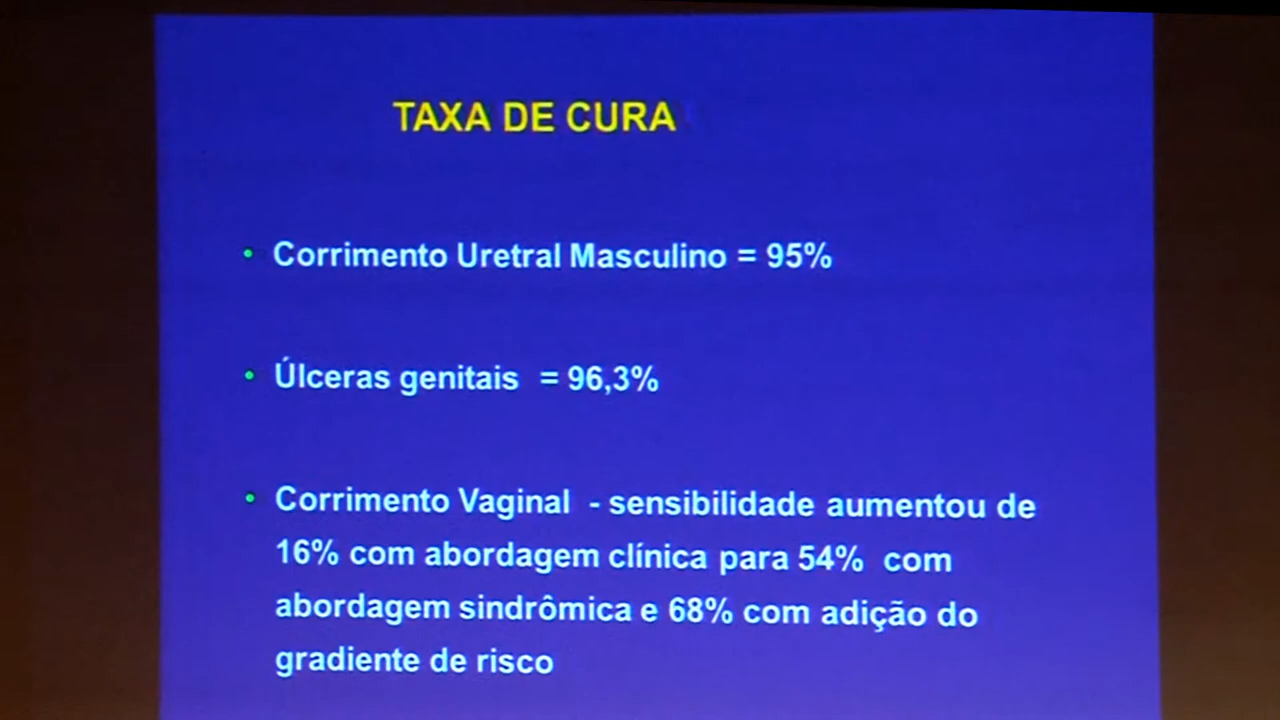 TAXA DE CURA
• Corrimento Uretral Masculino = 95%
• Úlceras genitais = 96,3%
• Corrimento Vaginal - sensibilidade aumentou de
16% com abordagem clínica para 54% com
abordagem sindrômica e 68% com adição do
gradiente de risco